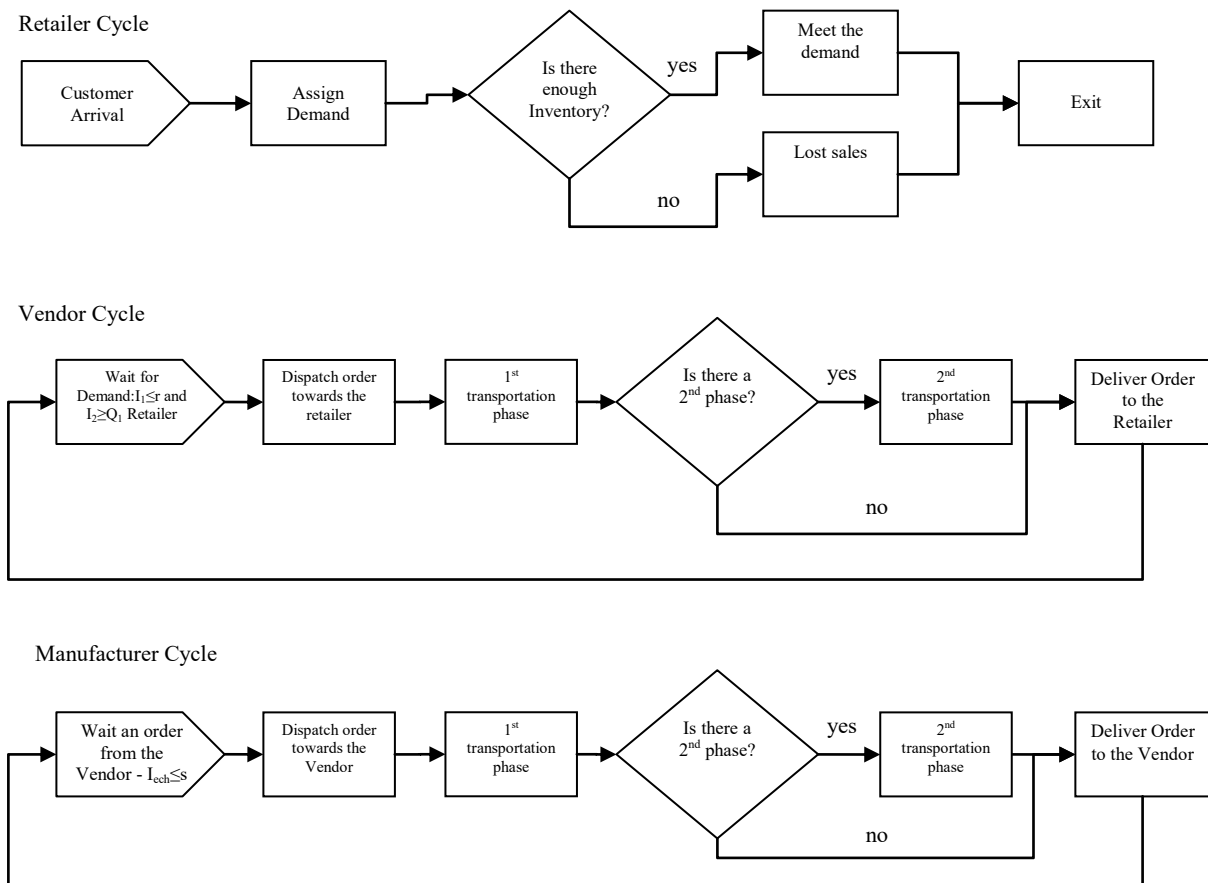 Retailer Cycle
Customer
Arrival
Assign
Demand
Is there
enough
Inventory?
yes
no
Meet the
demand
Lost sales
Exit
Vendor Cycle
Wait for
Demand:I₁≤r and
I₂≥Q₁ Retailer
Dispatch order
towards the
retailer
1st
transportation
phase
Is there a
2nd phase?
yes
no
2nd
transportation
phase
Deliver Order
to the
Retailer
Manufacturer Cycle
Wait an order
from the
Vendor - Iech≤s
Dispatch order
towards the
Vendor
1st
transportation
phase
Is there a
2nd phase?
yes
no
2nd
transportation
phase
Deliver Order
to the Vendor